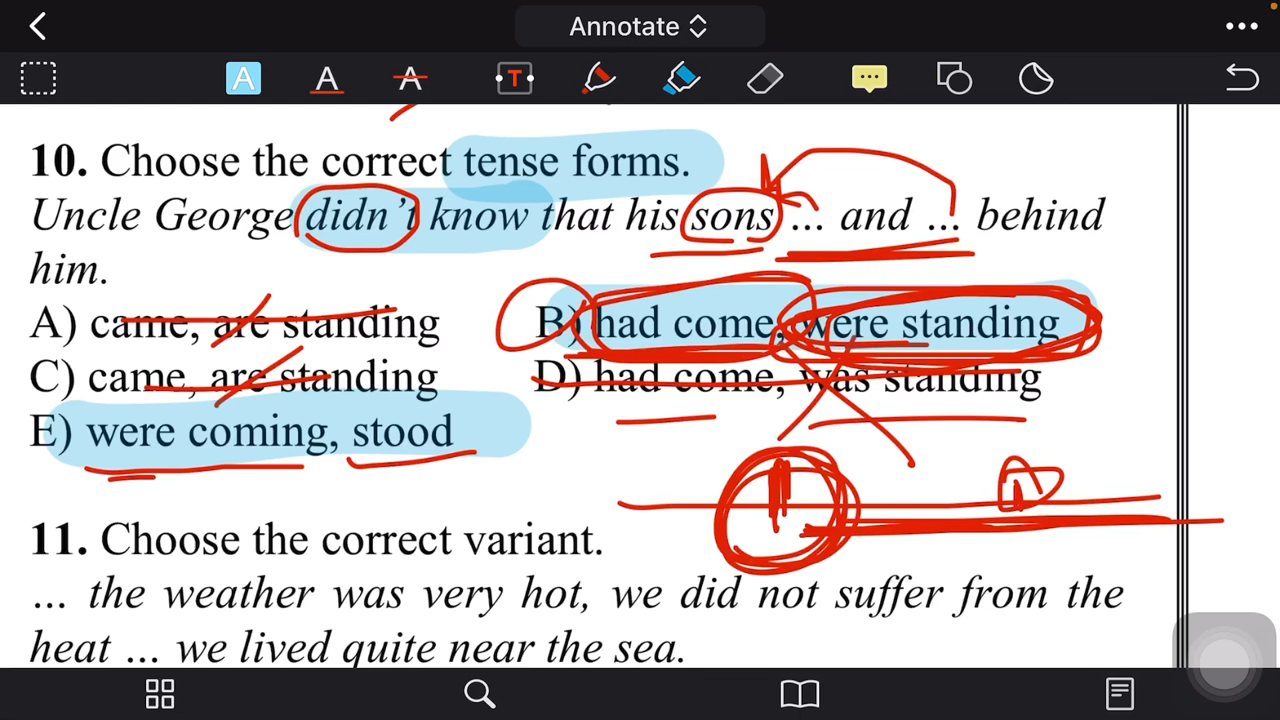 Annotate
A A A T
10. Choose the correct tense forms.
Uncle George didn't know that his sons ... and ... behind
him.
A) came, are standing B) had come, were standing
C) came, are standing D) had come, was standing
E) were coming, stood
11. Choose the correct variant.
... the weather was very hot, we did not suffer from the
heat ... we lived quite near the sea.